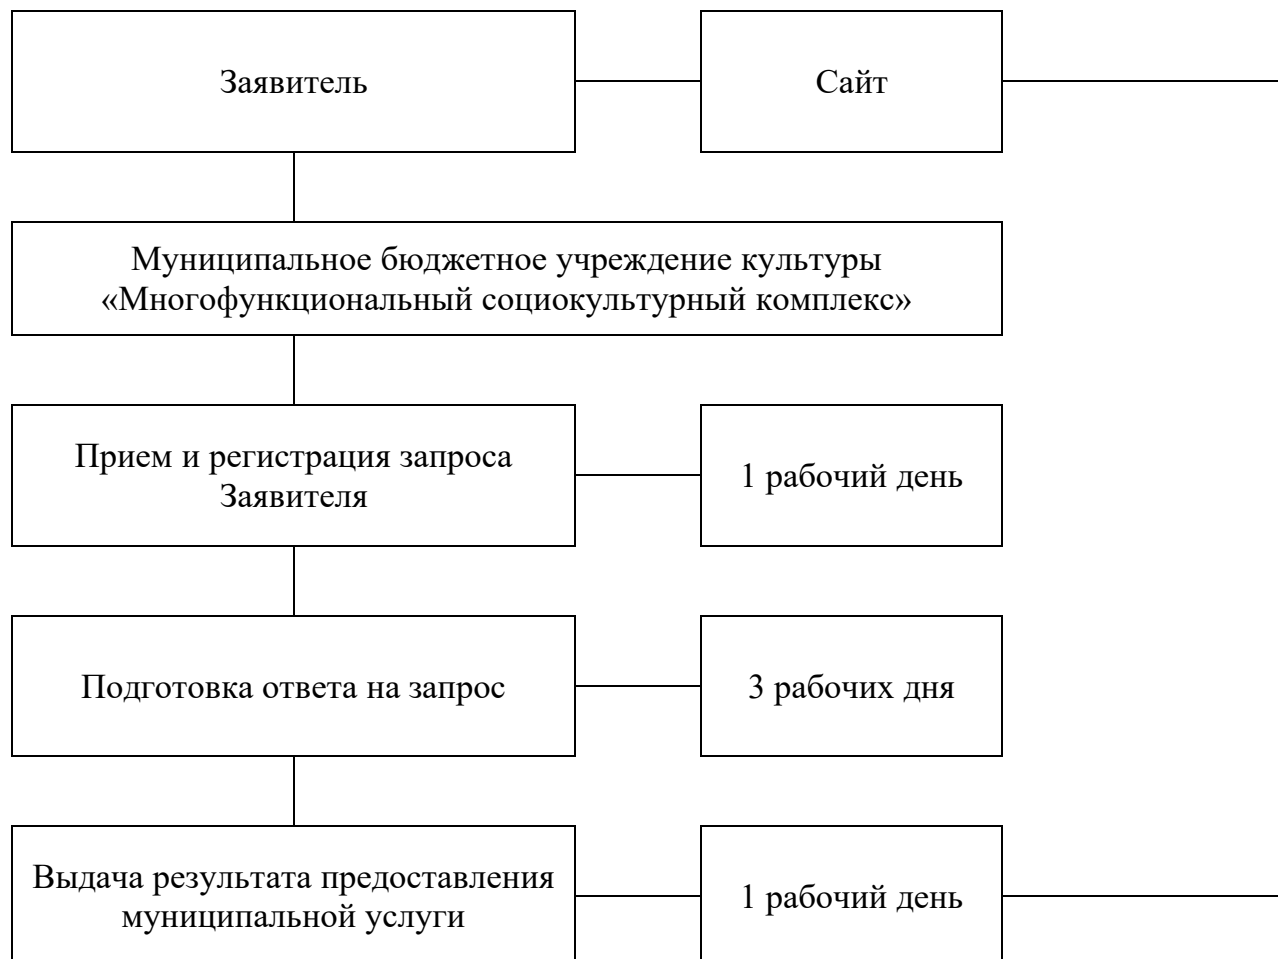 Заявитель
Сайт
Муниципальное бюджетное учреждение культуры
«Многофункциональный социокультурный комплекс»
Прием и регистрация запроса
Заявителя
1 рабочий день
Подготовка ответа на запрос
3 рабочих дня
Выдача результата предоставления
муниципальной услуги
1 рабочий день